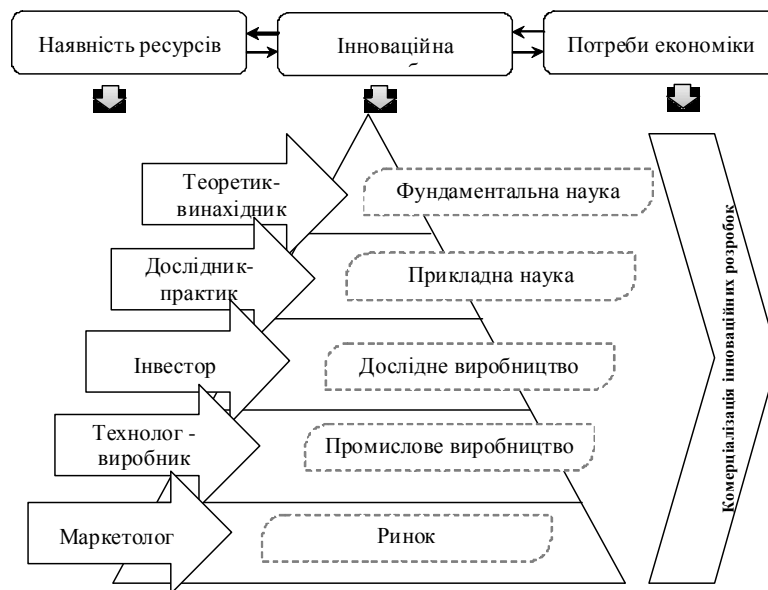 Наявність ресурсів
Інноваційна
Потреби економіки
Теоретик-
винахідник
Фундаментальна наука
Дослідник-
практик
Прикладна наука
Інвестор
Дослідне виробництво
Технолог -
виробник
Промислове виробництво
Маркетолог
Ринок
Комерціалізація інноваційних розробок